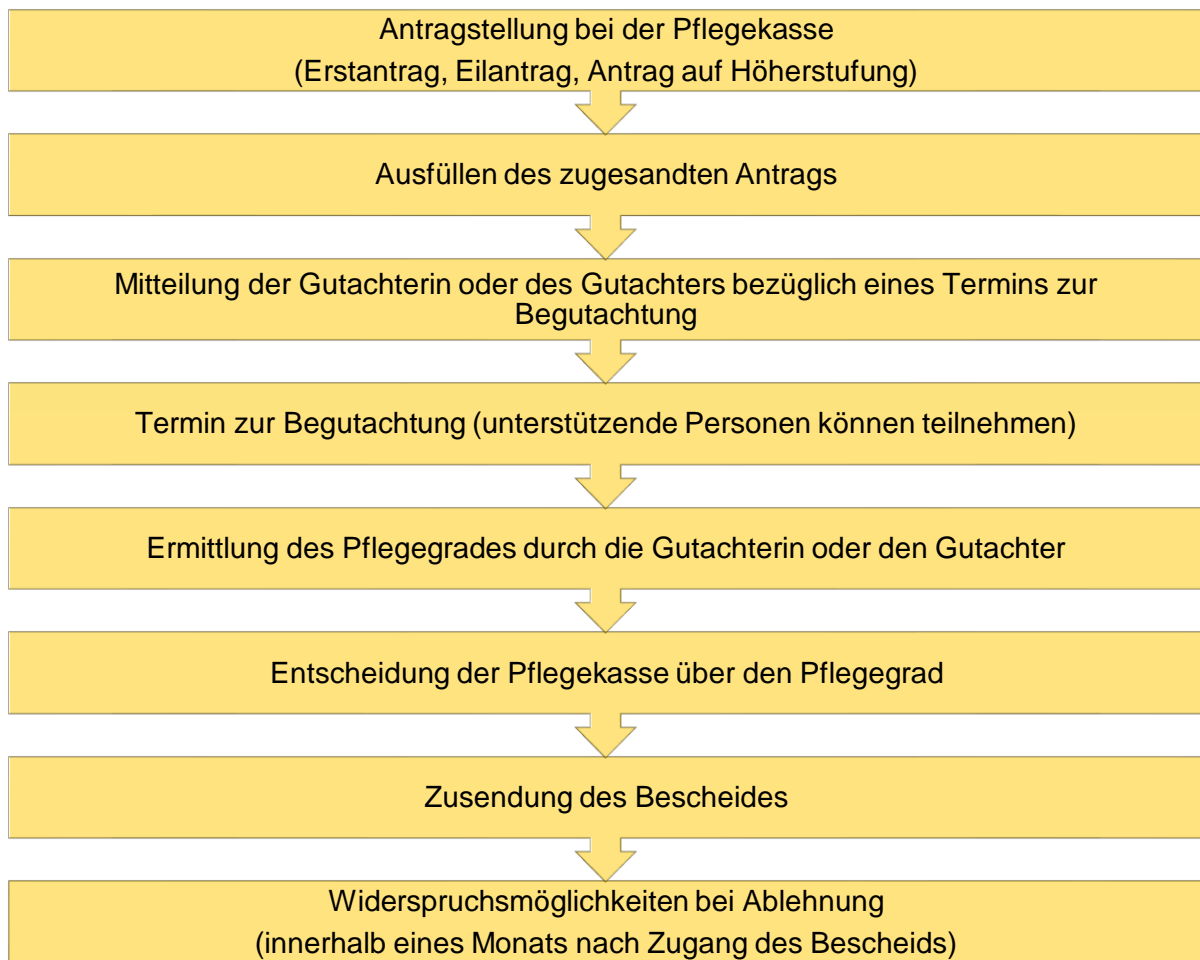 Antragstellung bei der Pflegekasse
(Erstantrag, Eilantrag, Antrag auf Höherstufung)
Ausfüllen des zugesandten Antrags
Mitteilung der Gutachterin oder des Gutachters bezüglich eines Termins zur
Begutachtung
Termin zur Begutachtung (unterstützende Personen können teilnehmen)
Ermittlung des Pflegegrades durch die Gutachterin oder den Gutachter
Entscheidung der Pflegekasse über den Pflegegrad
Zusendung des Bescheides
Widerspruchsmöglichkeiten bei Ablehnung
(innerhalb eines Monats nach Zugang des Bescheids)